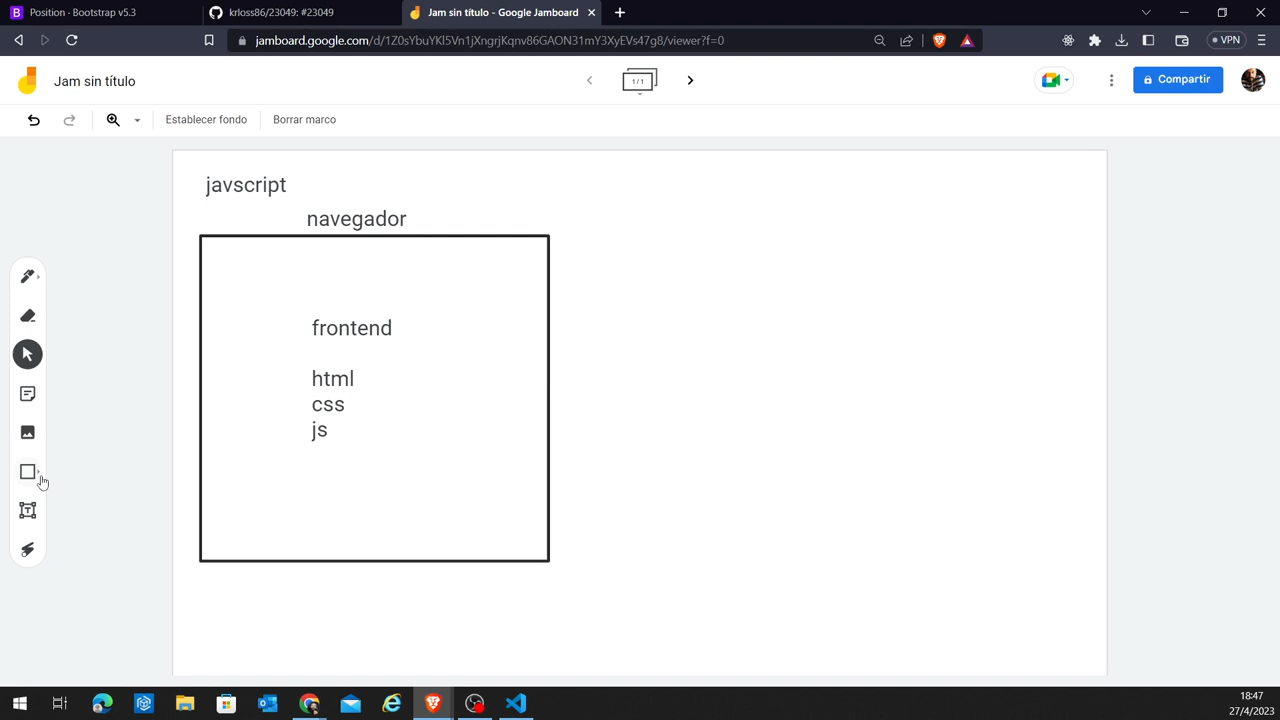 Position - Bootstrap v5.3
krloss86/23049: #23049
Jam sin título - Google Jamboard
jamboard.google.com/d/1Z0sYbuYKl5Vn1jXngrjKqnv86GAON31mY3XyEVs47g8/viewer?f=0
VPN
Jam sin título
1/1
Compartir
Establecer fondo
Borrar marco
javscript
navegador
frontend
html
css
js
18:47
27/4/2023